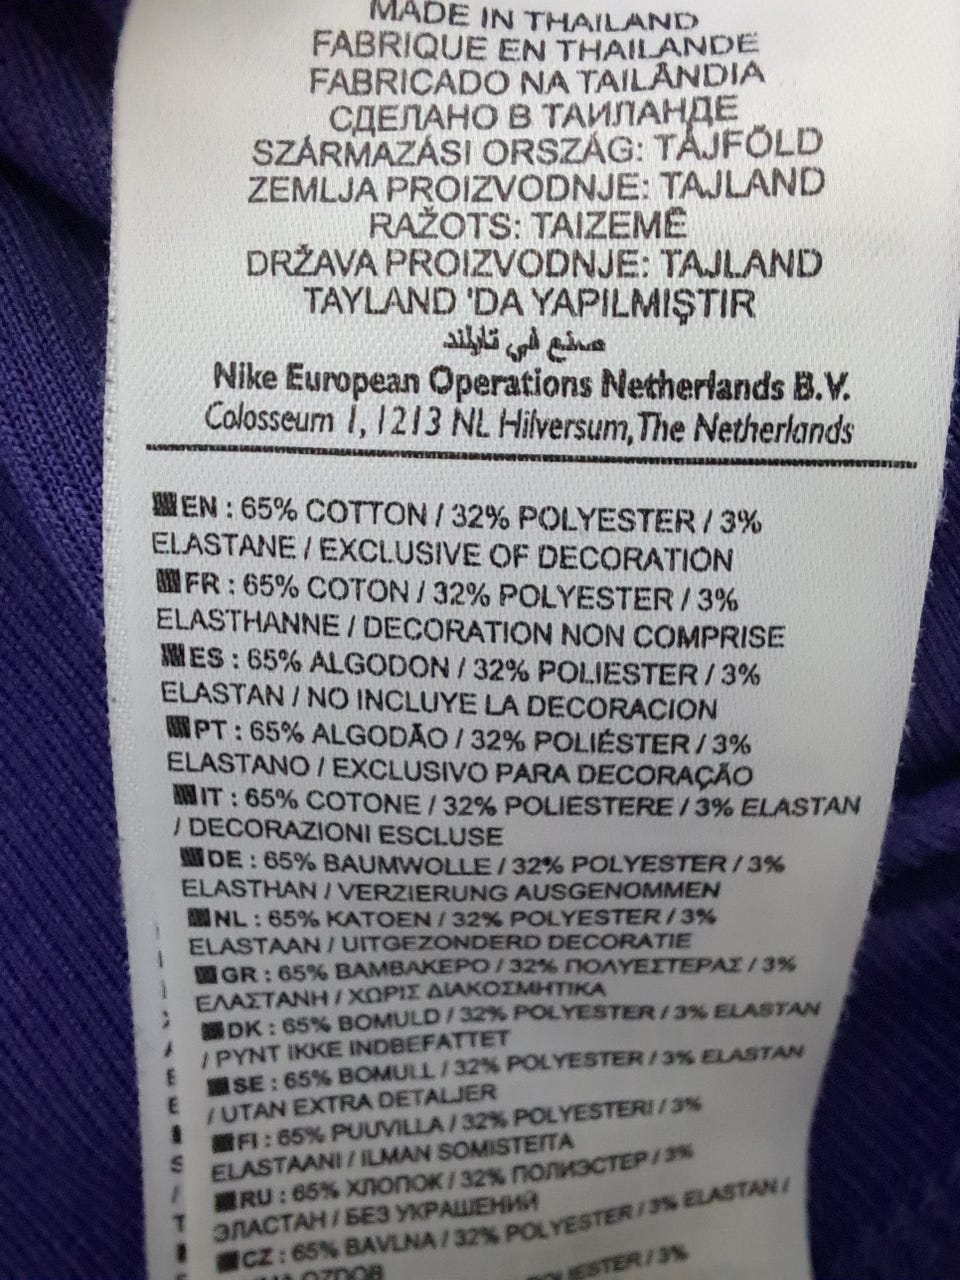 MADE IN THAILAND
FABRIQUE EN THAILANDE
FABRICADO NA TAILÂNDIA
СДЕЛАНО В ТАИЛАНДЕ
SZÁRMAZÁSI ORSZÁG: TÁJFÖLD
ZEMLJA PROIZVODNJE: TAJLAND
RAŽOTS: TAIZEMĒ
DRŽAVA PROIZVODNJE: TAJLAND
TAYLAND 'DA YAPILMIŞTIR
صنع في تايلند
Nike European Operations Netherlands B.V.
Colosseum 1, 1213 NL Hilversum, The Netherlands
EN : 65% COTTON / 32% POLYESTER / 3%
ELASTANE / EXCLUSIVE OF DECORATION
FR : 65% COTON / 32% POLYESTER / 3%
ELASTHANNE / DECORATION NON COMPRISE
ES : 65% ALGODON / 32% POLIESTER / 3%
ELASTAN / NO INCLUYE LA DECORACION
PT : 65% ALGODÃO / 32% POLIÉSTER / 3%
ELASTANO / EXCLUSIVO PARA DECORAÇÃO
IT : 65% COTONE / 32% POLIESTERE / 3% ELASTAN
/ DECORAZIONI ESCLUSE
DE : 65% BAUMWOLLE / 32% POLYESTER / 3%
ELASTHAN / VERZIERUNG AUSGENOMMEN
NL : 65% KATOEN / 32% POLYESTER / 3%
ELASTAAN / UITGEZONDERD DECORATIE
GR : 65% ΒΑΜΒΑΚΕΡΟ / 32% ΠΟΛΥΕΣΤΕΡΑΣ / 3%
ΕΛΑΣΤΑΝΗ / ΧΩΡΙΣ ΔΙΑΚΟΣΜΗΤΙΚΑ
DK : 65% BOMULD / 32% POLYESTER / 3% ELASTAN
/ PYNT IKKE INDBEFATTET
SE : 65% BOMULL / 32% POLYESTER / 3% ELASTAN
/ UTAN EXTRA DETALJER
FI : 65% PUUVILLA / 32% POLYESTERI / 3%
ELASTAANI / ILMAN SOMISTEITA
RU : 65% ХЛОПОК / 32% ПОЛИЭСТЕР / 3%
ЭЛАСТАН / БЕЗ УКРАШЕНИЙ
CZ : 65% BAVLNA / 32% POLYESTER / 3% ELASTAN /
OZDOB
/ 3%